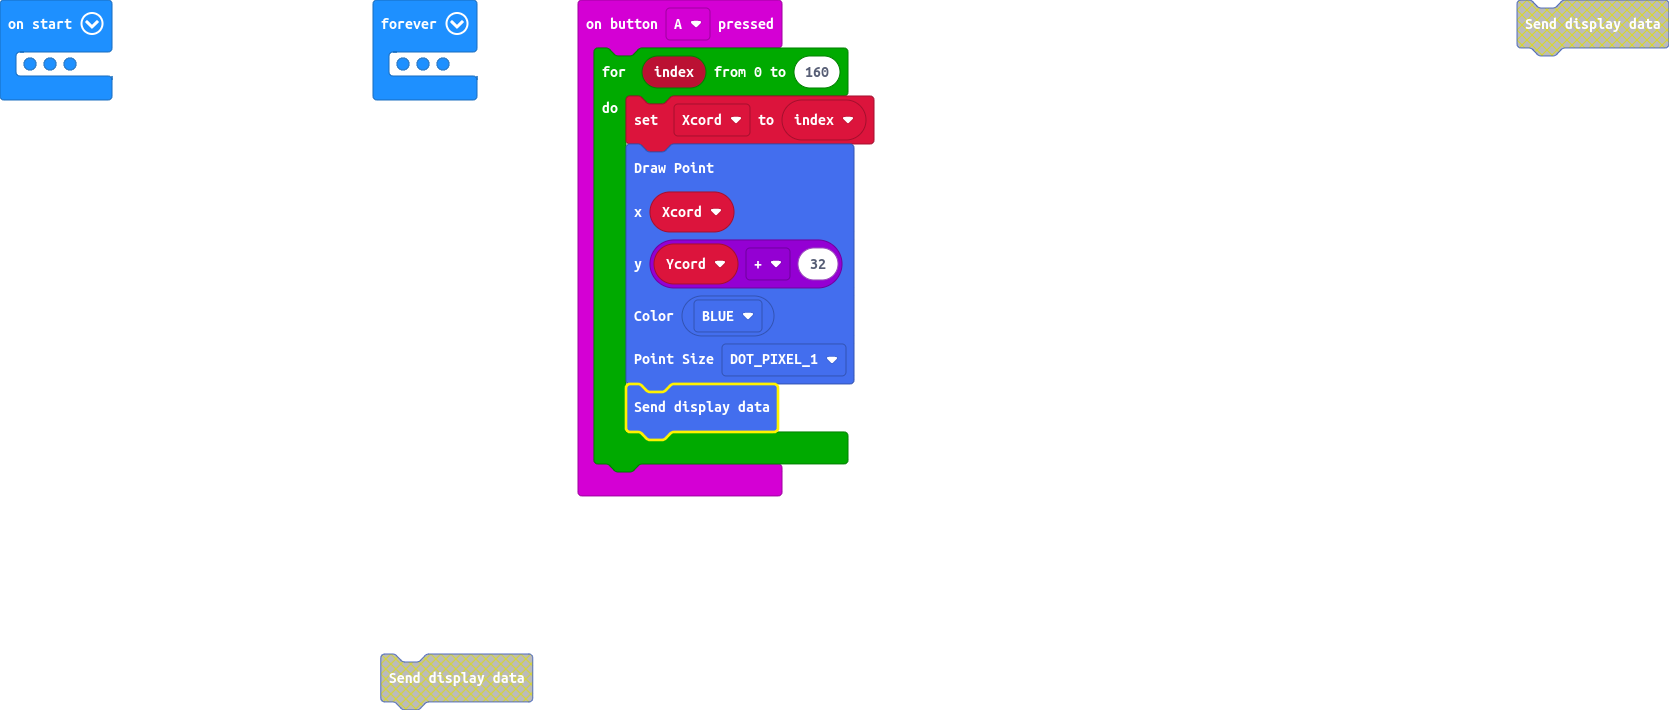 on start
forever
on button A pressed
Send display data
for index from 0 to 160
do
set Xcord to index
Draw Point
x Xcord
y Ycord + 32
Color BLUE
Point Size DOT_PIXEL_1
Send display data
Send display data